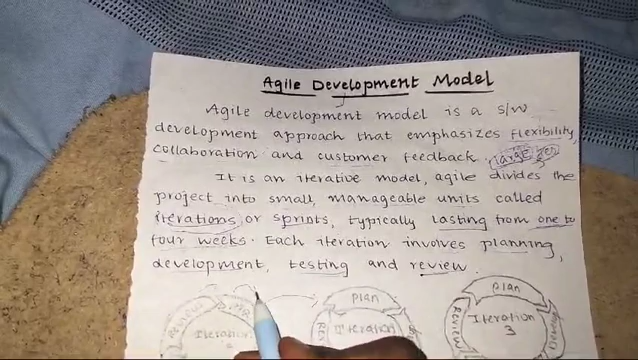 Agile Development Model
Agile development model is a s/w
development approach that emphasizes flexibility,
collaboration and customer feedback.
It is an iterative model, agile divides the
project into small, manageable units called
iterations or sprints, typically lasting from one to
four weeks. Each iteration involves planning,
development, testing and review.
plan
plan
Review
Iteration
Iteration
3
Review